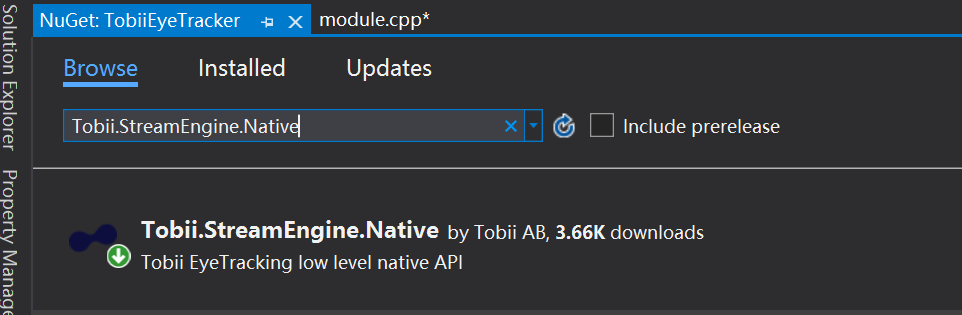 Solution Explorer
Property Manage
NuGet: TobiiEyeTracker
module.cpp*
Browse Installed Updates
Tobii.StreamEngine.Native
Include prerelease
Tobii.StreamEngine.Native by Tobii AB, 3.66K downloads
Tobii EyeTracking low level native API